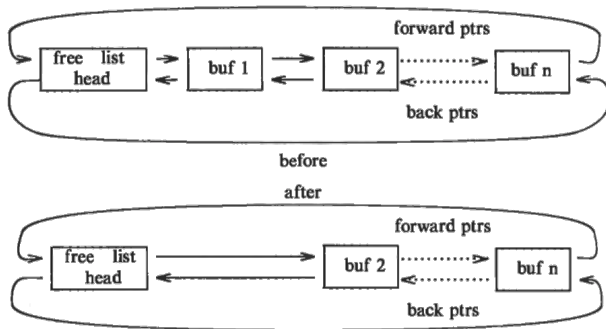 forward ptrs
free list
head
buf 1
buf 2
buf n
back ptrs
before
after
forward ptrs
free list
head
buf 2
buf n
back ptrs